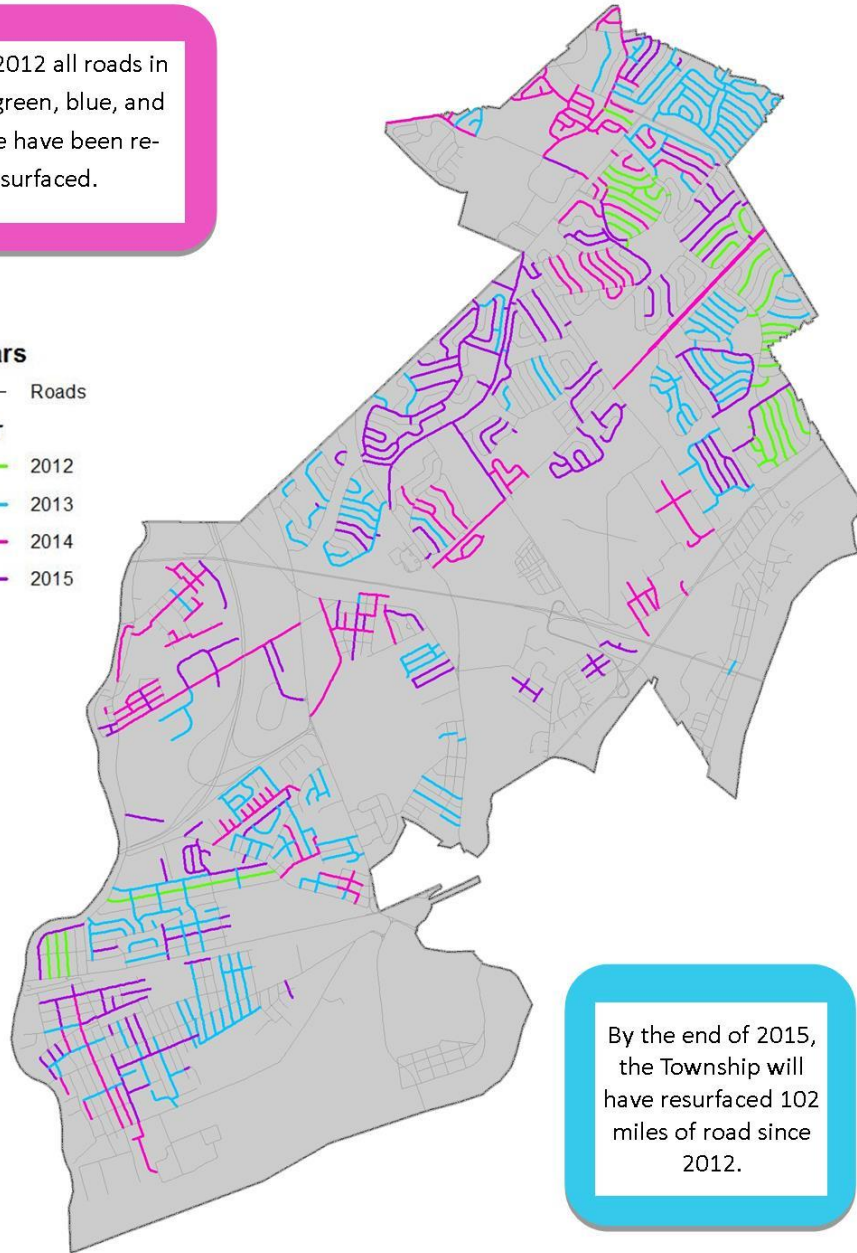 2012 all roads in
green, blue, and
have been re-
surfaced.
Roads
2012
2013
2014
2015
By the end of 2015,
the Township will
have resurfaced 102
miles of road since
2012.